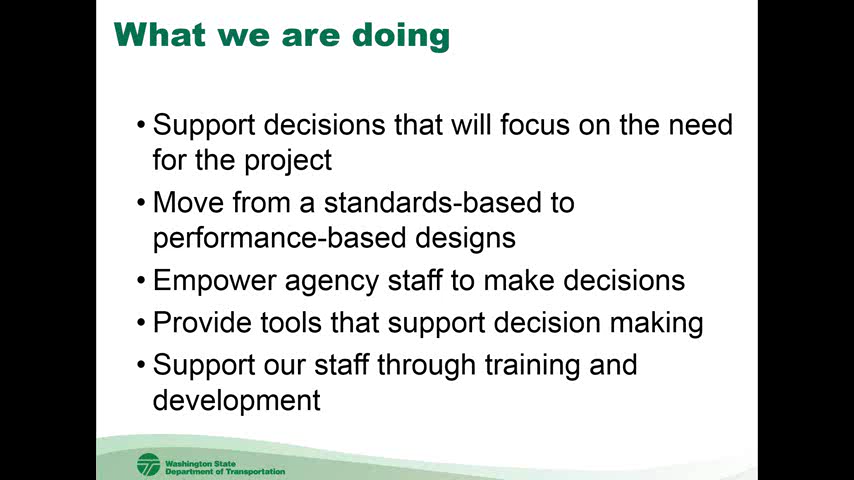 What we are doing
• Support decisions that will focus on the need
for the project
• Move from a standards-based to
performance-based designs
• Empower agency staff to make decisions
• Provide tools that support decision making
• Support our staff through training and
development
Washington State
Department of Transportation